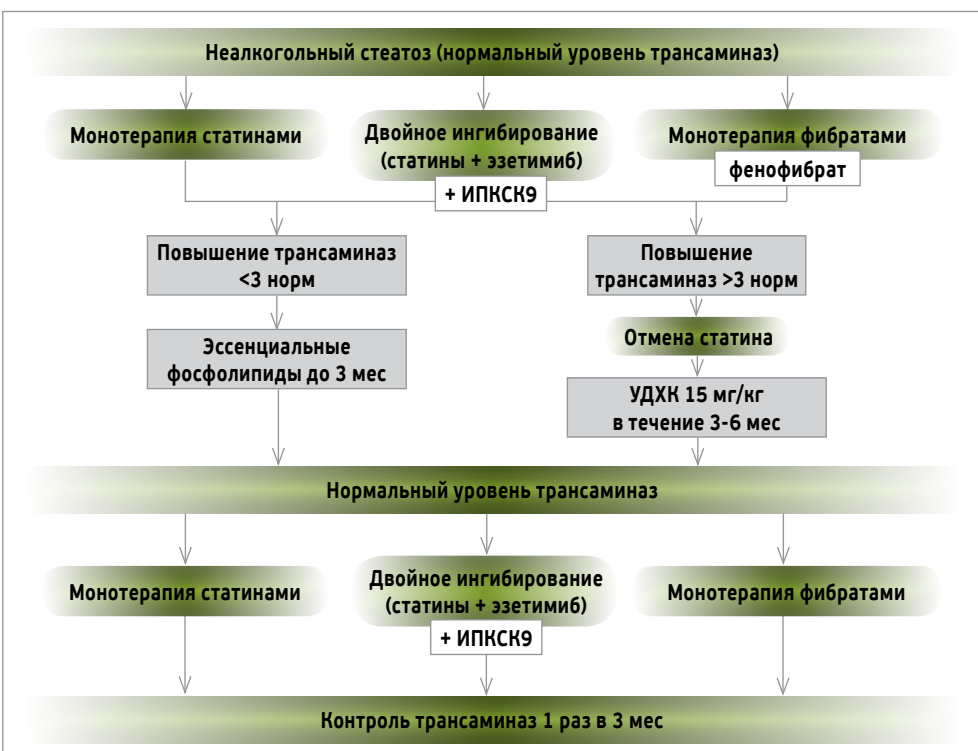 Неалкогольный стеатоз (нормальный уровень трансаминаз)
Монотерапия статинами
Двойное ингибирование
(статины + эзетимиб)
+ ИПКСК9
Монотерапия фибратами
фенофибрат
Повышение трансаминаз
<3 норм
Повышение
трансаминаз >3 норм
Эссенциальные
фосфолипиды до 3 мес
Отмена статина
УДХК 15 мг/кг
в течение 3-6 мес
Нормальный уровень трансаминаз
Монотерапия статинами
Двойное ингибирование
(статины + эзетимиб)
+ ИПКСК9
Монотерапия фибратами
Контроль трансаминаз 1 раз в 3 мес